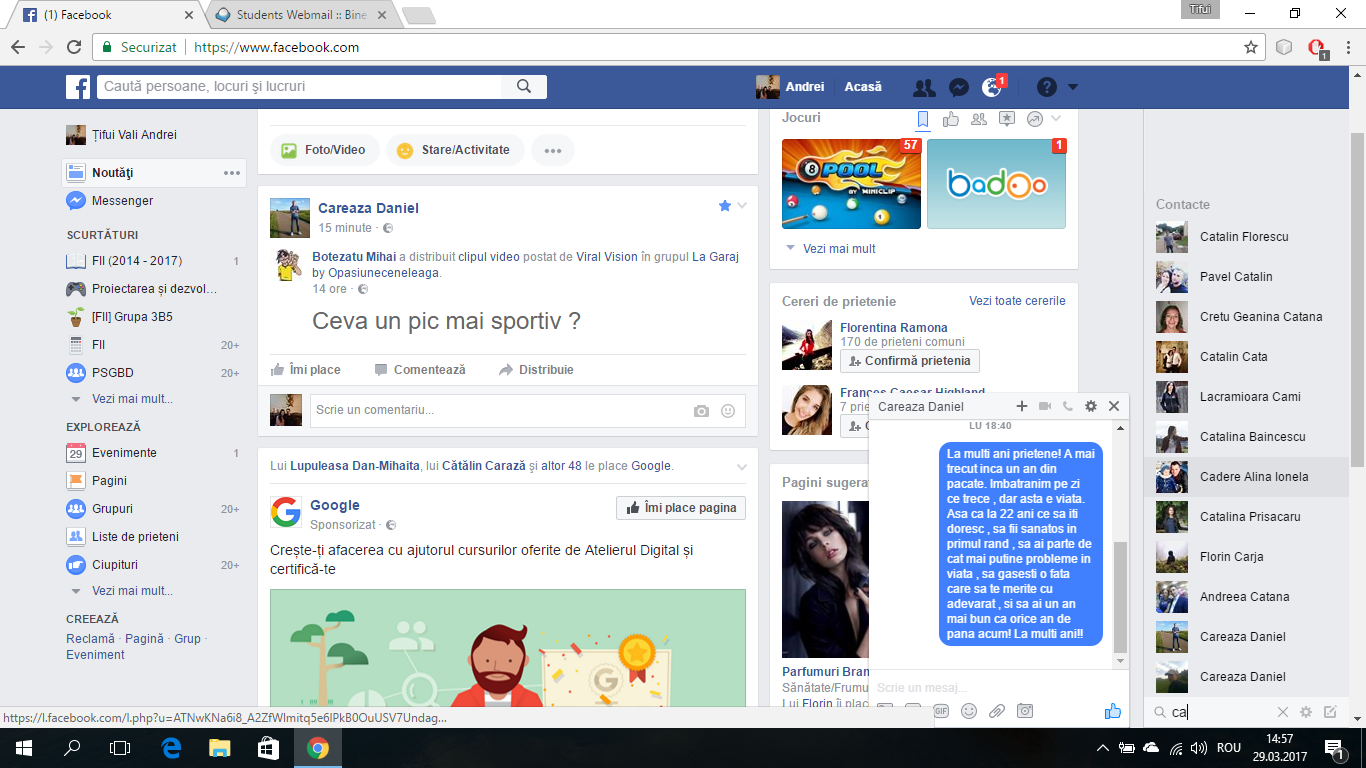 (1) Facebook
Students Webmail :: Bine
Tifui
Securizat
https://www.facebook.com
1
Caută persoane, locuri și lucruri
Andrei
Acasă
1
Țifui Vali Andrei
Noutăţi
Messenger
SCURTĂTURI
FII (2014 - 2017) 1
Proiectarea și dezvol...
[FII] Grupa 3B5
FII 20+
PSGBD 20+
Vezi mai mult...
EXPLOREAZĂ
29 Evenimente 1
Pagini
Grupuri 20+
Liste de prieteni
Ciupituri 20+
Vezi mai mult...
CREEAZĂ
Reclamă · Pagină · Grup ·
Eveniment
Foto/Video
Stare/Activitate
Careaza Daniel
15 minute ·
Botezatu Mihai a distribuit clipul video postat de Viral Vision în grupul La Garaj
by Opasiuneceneleaga.
14 ore ·
Ceva un pic mai sportiv ?
Îmi place
Comentează
Distribuie
Scrie un comentariu...
Lui Lupuleasa Dan-Mihaita, lui Cătălin Carază și altor 48 le place Google.
Google
Sponsorizat ·
Îmi place pagina
Crește-ți afacerea cu ajutorul cursurilor oferite de Atelierul Digital și
certifică-te
G
Jocuri
57
8
POOL
BY MINICLIP
1
badoo
Vezi mai mult
Cereri de prietenie
Vezi toate cererile
Florentina Ramona
170 de prieteni comuni
Confirmă prietenia
Frances Caesar Highland
7 prie
Pagini sugerat
Parfumuri Bran
Sănătate/Frumu
Lui Florin îi plac
Careaza Daniel
LU 18:40
La multi ani prietene! A mai
trecut inca un an din
pacate. Imbatranim pe zi
ce trece , dar asta e viata.
Asa ca la 22 ani ce sa iti
doresc , sa fii sanatos in
primul rand , sa ai parte de
cat mai putine probleme in
viata , sa gasesti o fata
care sa te merite cu
adevarat , si sa ai un an
mai bun ca orice an de
pana acum! La multi ani!!
Scrie un mesaj...
GIF
Contacte
Catalin Florescu
Pavel Catalin
Cretu Geanina Catana
Catalin Cata
Lacramioara Cami
Catalina Baincescu
Cadere Alina Ionela
Catalina Prisacaru
Florin Carja
Andreea Catana
Careaza Daniel
Careaza Daniel
ca
https://l.facebook.com/l.php?u=ATNwKNa6i8_A2ZfWlmitq5e6lPkB0OuUSV7Undag...
ROU
14:57
29.03.2017
1